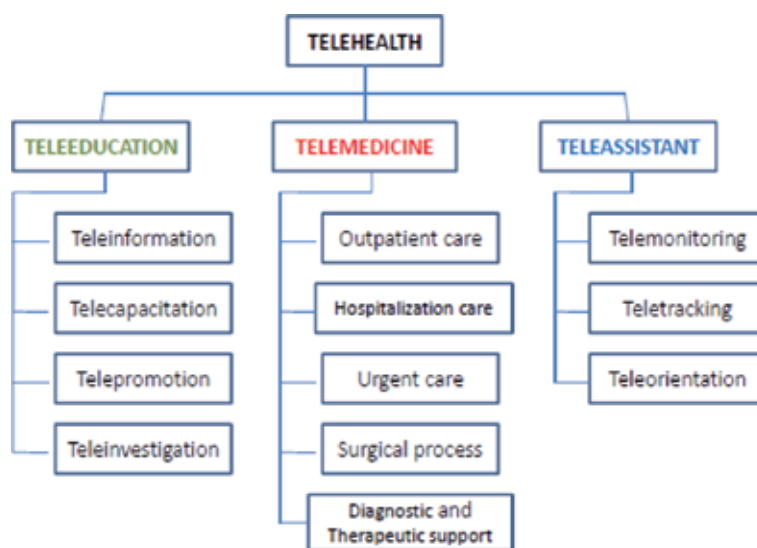 TELEHEALTH
TELEEDUCATION
Teleinformation
Telecapacitation
Telepromotion
Teleinvestigation
TELEMEDICINE
Outpatient care
Hospitalization care
Urgent care
Surgical process
Diagnostic and
Therapeutic support
TELEASSISTANT
Telemonitoring
Teletracking
Teleorientation